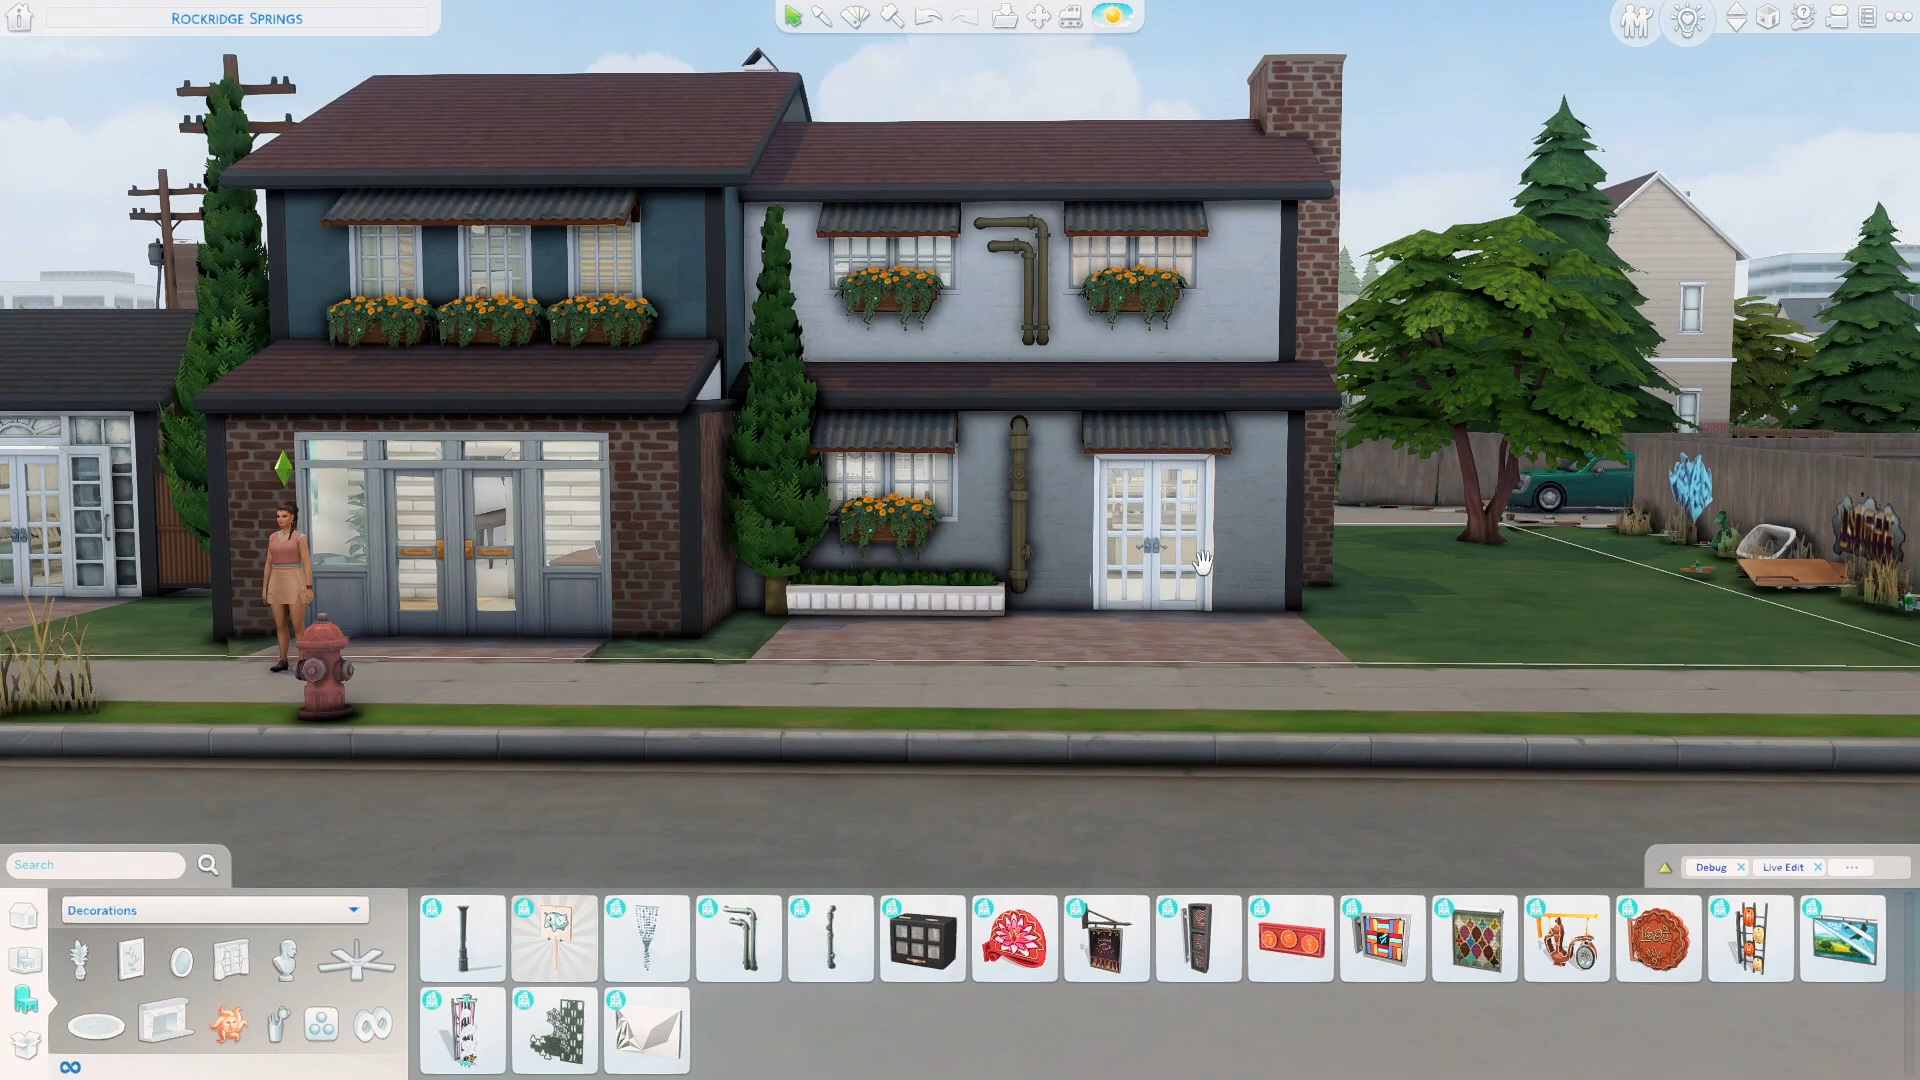 ROCKRIDGE SPRINGS
Search
Debug
Live Edit
Decorations